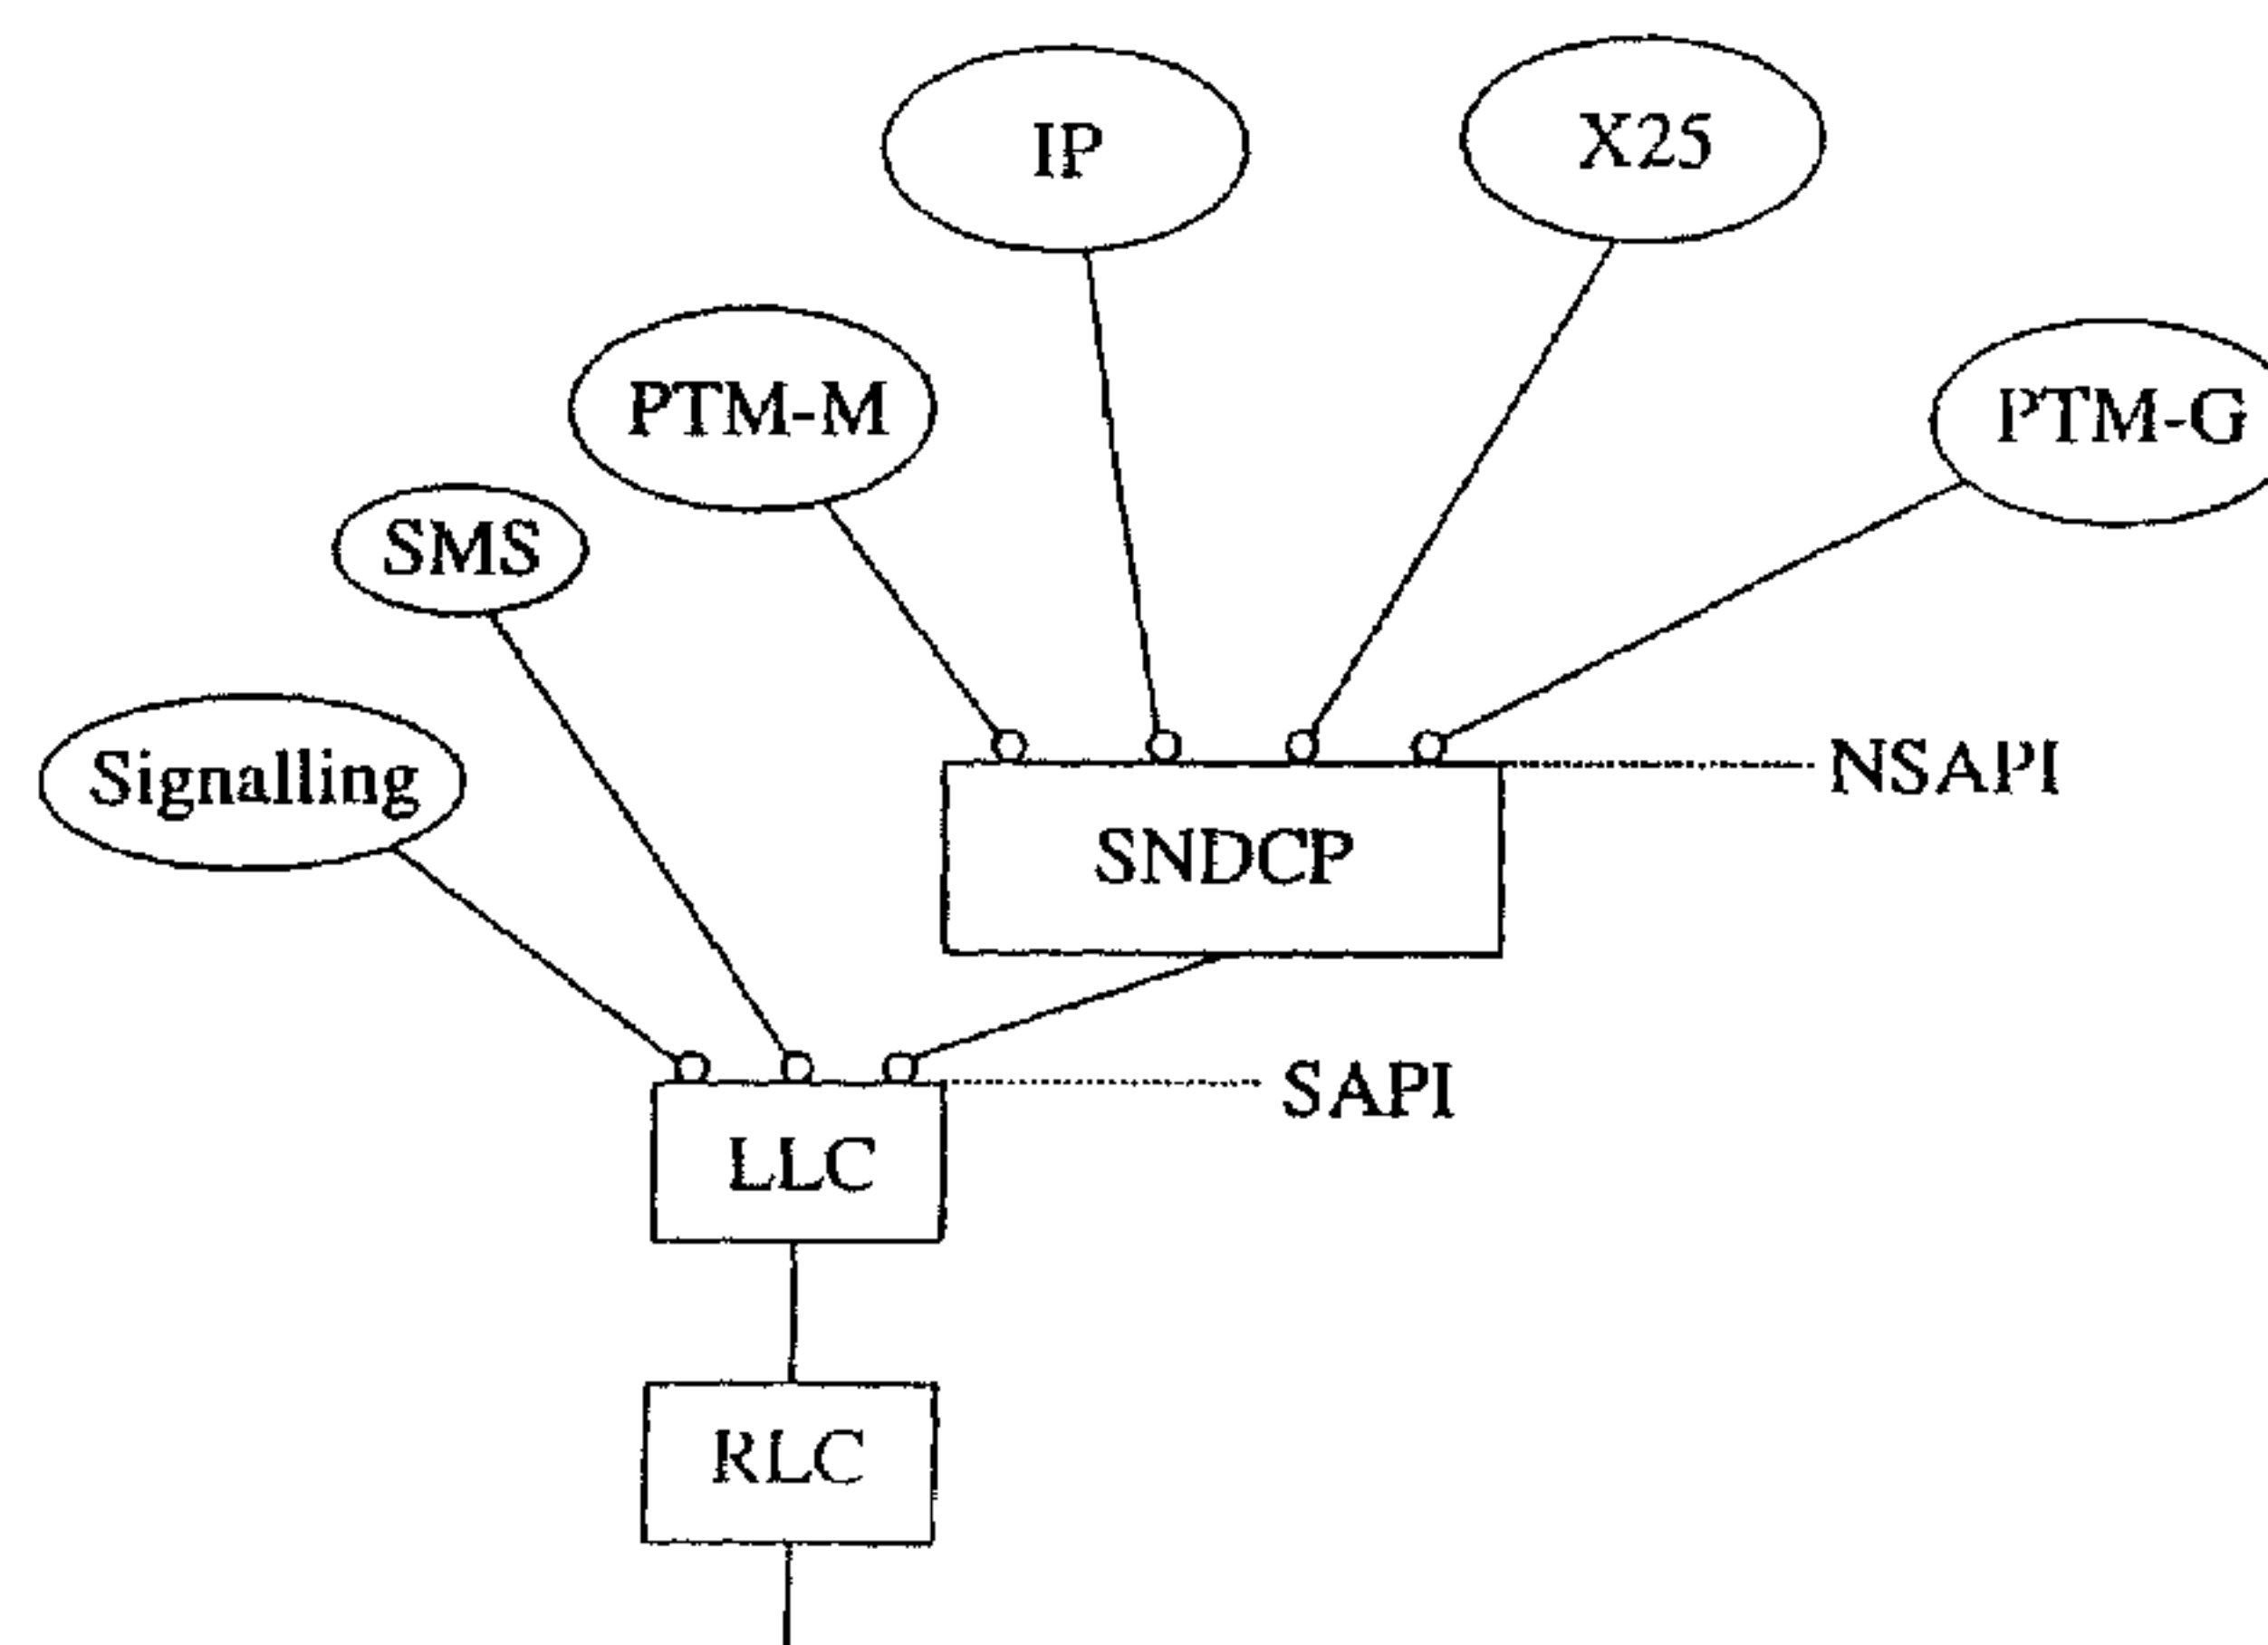 IP
X25
PTM-M
PTM-G
SMS
Signalling
NSAPI
SNDCP
SAPI
LLC
RLC